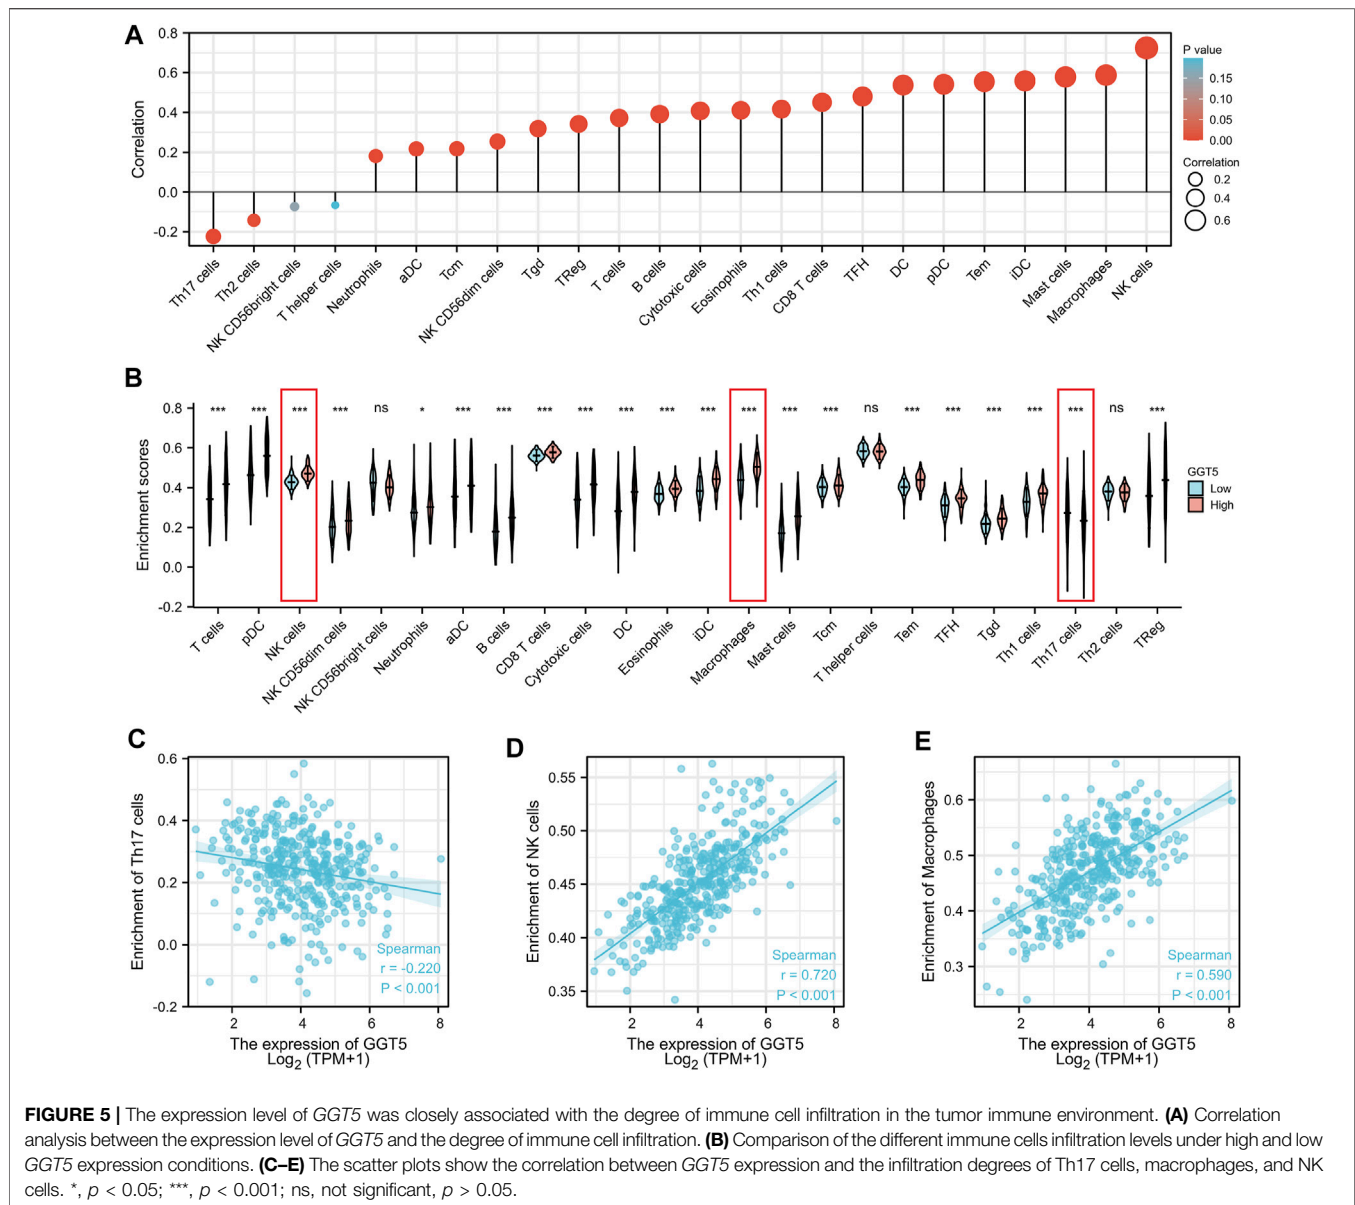 A
0.8
0.6
0.4
0.2
0.0
-0.2
Correlation
Th17 cells
Th2 cells
NK CD56bright cells
T helper cells
Neutrophils
aDC
Tcm
NK CD56dim cells
Tgd
TReg
T cells
B cells
Cytotoxic cells
Eosinophils
Th1 cells
CD8 T cells
TFH
DC
pDC
Tem
iDC
Mast cells
Macrophages
NK cells
P value
0.15
0.10
0.05
0.00
Correlation
0.2
0.4
0.6
B
0.8
0.6
0.4
0.2
0.0
-0.2
Enrichment scores
*** *** *** *** ns * *** *** *** *** *** *** *** *** *** *** ns *** *** *** *** *** ns ***
T cells
pDC
NK cells
NK CD56dim cells
NK CD56bright cells
Neutrophils
aDC
B cells
CD8 T cells
Cytotoxic cells
DC
Eosinophils
iDC
Macrophages
Mast cells
Tcm
T helper cells
Tem
TFH
Tgd
Th1 cells
Th17 cells
Th2 cells
TReg
GGT5
Low
High
C
0.6
0.4
0.2
0.0
-0.2
Enrichment of Th17 cells
Spearman
r = -0.220
P < 0.001
2 4 6 8
The expression of GGT5
Log2 (TPM+1)
D
0.55
0.50
0.45
0.40
0.35
Enrichment of NK cells
Spearman
r = 0.720
P < 0.001
2 4 6 8
The expression of GGT5
Log2 (TPM+1)
E
0.6
0.5
0.4
0.3
Enrichment of Macrophages
Spearman
r = 0.590
P < 0.001
2 4 6 8
The expression of GGT5
Log2 (TPM+1)
FIGURE 5 | The expression level of GGT5 was closely associated with the degree of immune cell infiltration in the tumor immune environment. (A) Correlation
analysis between the expression level of GGT5 and the degree of immune cell infiltration. (B) Comparison of the different immune cells infiltration levels under high and low
GGT5 expression conditions. (C–E) The scatter plots show the correlation between GGT5 expression and the infiltration degrees of Th17 cells, macrophages, and NK
cells. *, p < 0.05; ***, p < 0.001; ns, not significant, p > 0.05.